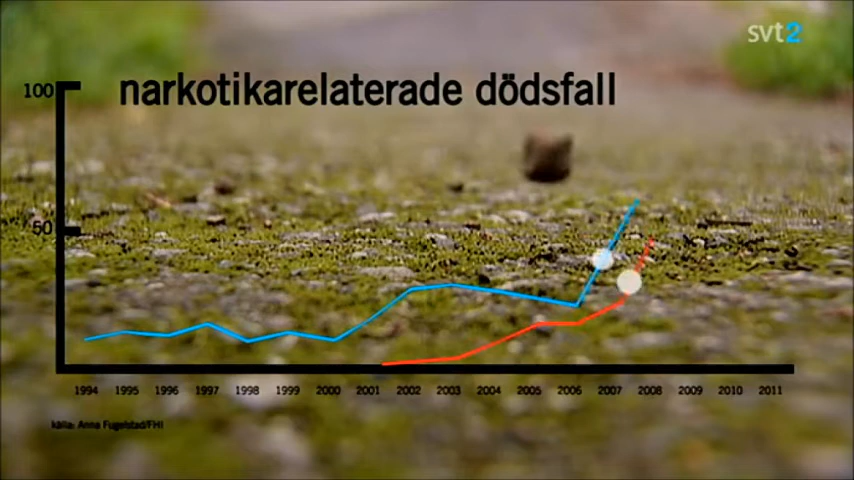 svt2
100
narkotikarelaterade dödsfall
50
1994 1995 1996 1997 1998 1999 2000 2001 2002 2003 2004 2005 2006 2007 2008 2009 2010 2011
källa: Anna Fugelstad/FHI